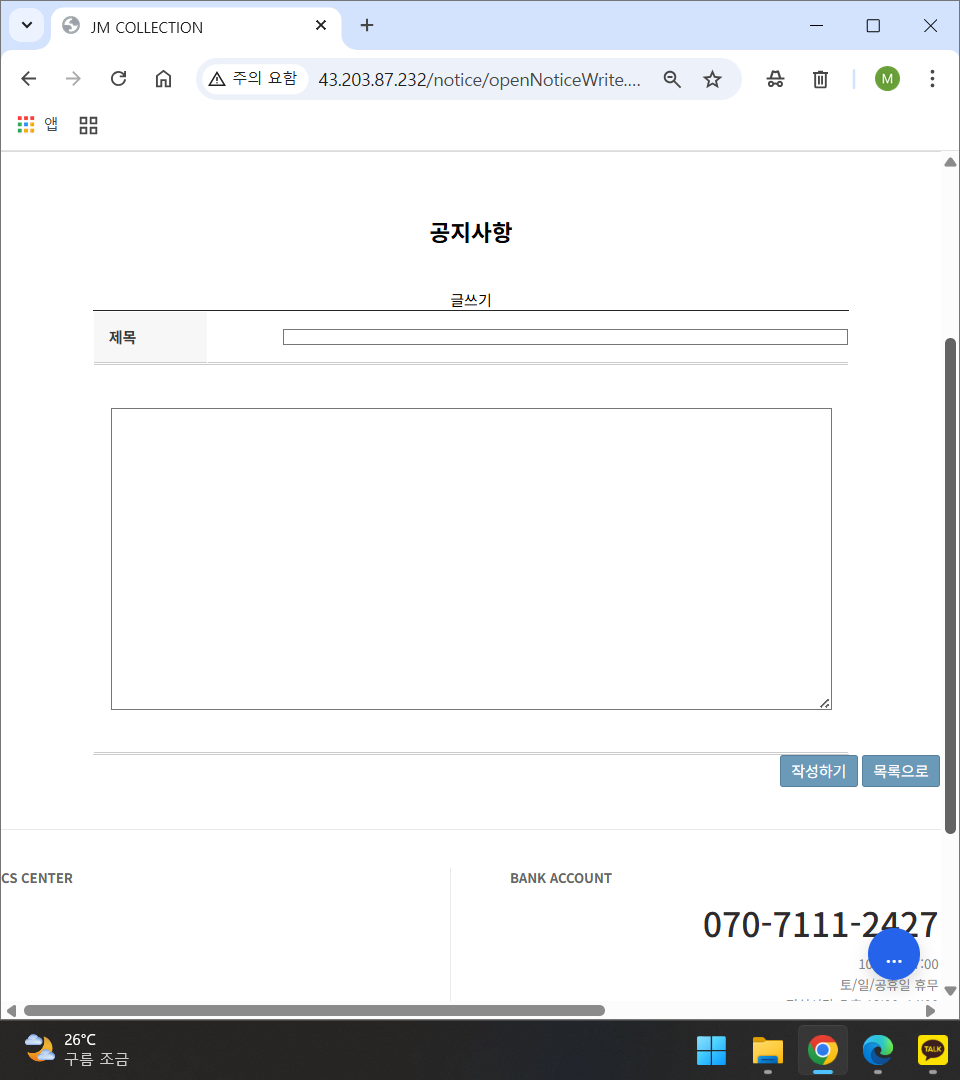 JM COLLECTION
주의 요함
43.203.87.232/notice/openNoticeWrite....
M
앱
공지사항
글쓰기
제목
작성하기 목록으로
CS CENTER
BANK ACCOUNT
070-7111-2427
...
토/일/공휴일 휴무
26°C
구름 조금
TALK